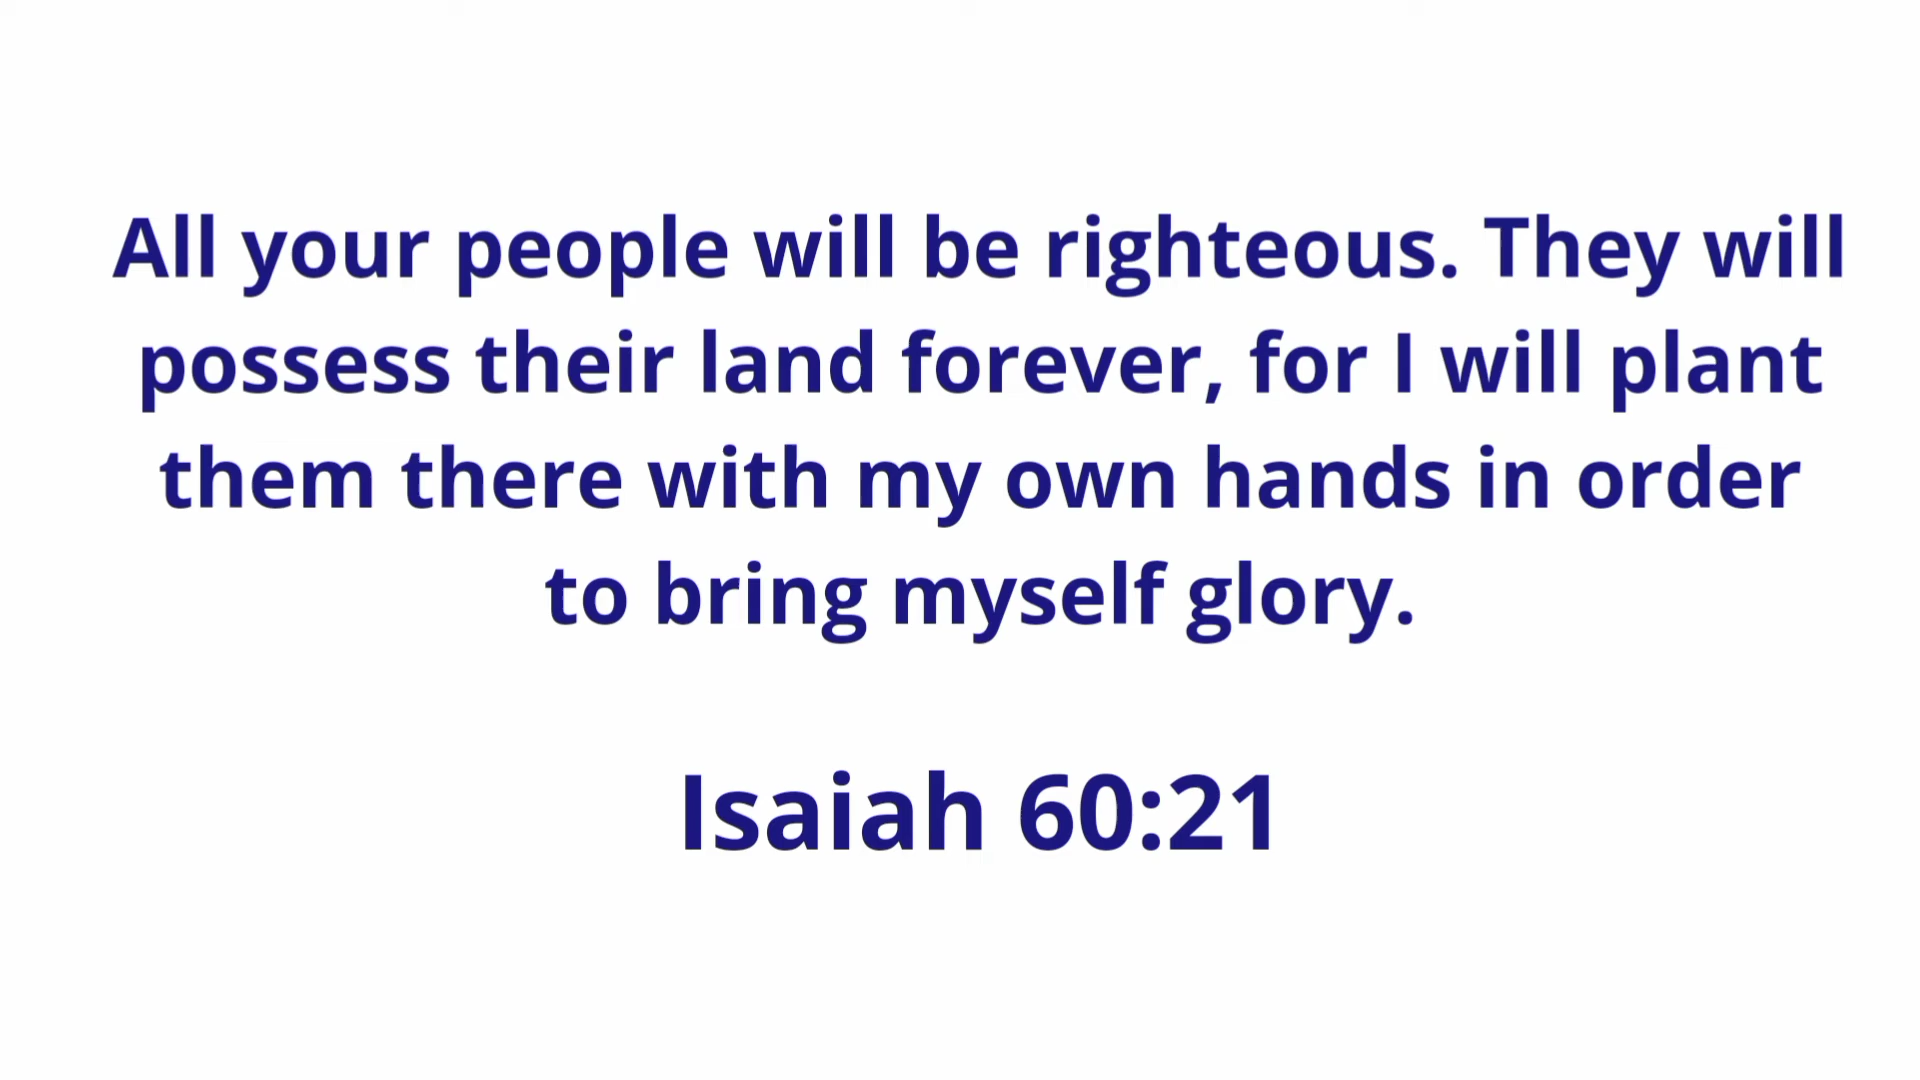 All your people will be righteous. They will
possess their land forever, for I will plant
them there with my own hands in order
to bring myself glory.
Isaiah 60:21